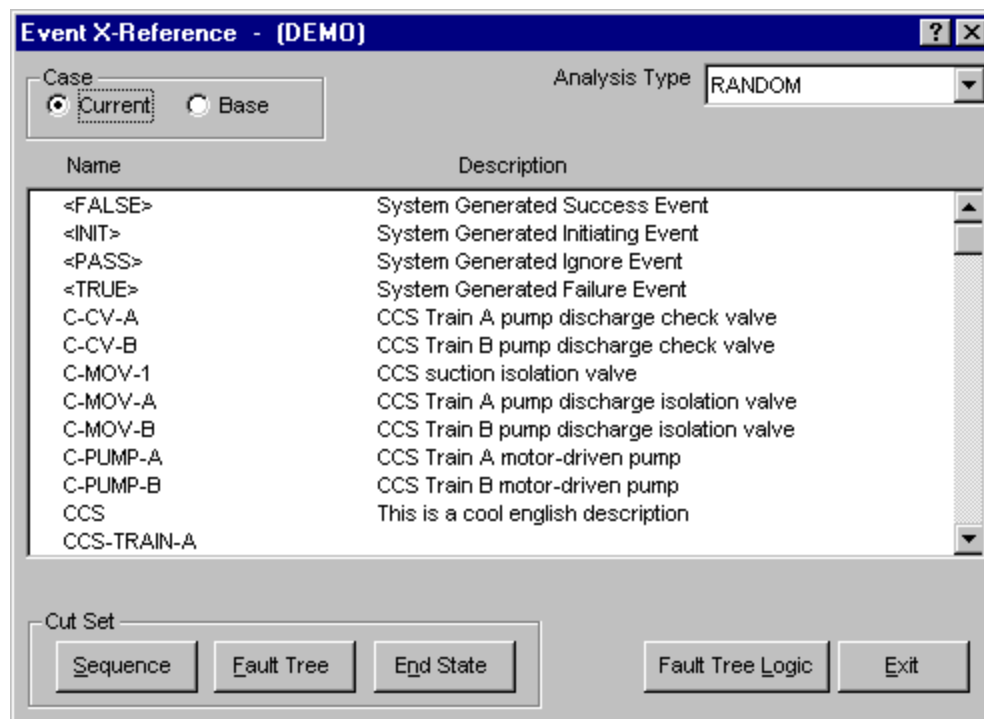 Event X-Reference - (DEMO)
Case
Current Base
Analysis Type RANDOM
Name Description
<FALSE> System Generated Success Event
<INIT> System Generated Initiating Event
<PASS> System Generated Ignore Event
<TRUE> System Generated Failure Event
C-CV-A CCS Train A pump discharge check valve
C-CV-B CCS Train B pump discharge check valve
C-MOV-1 CCS suction isolation valve
C-MOV-A CCS Train A pump discharge isolation valve
C-MOV-B CCS Train B pump discharge isolation valve
C-PUMP-A CCS Train A motor-driven pump
C-PUMP-B CCS Train B motor-driven pump
CCS This is a cool english description
CCS-TRAIN-A
Cut Set
Sequence Fault Tree End State Fault Tree Logic Exit